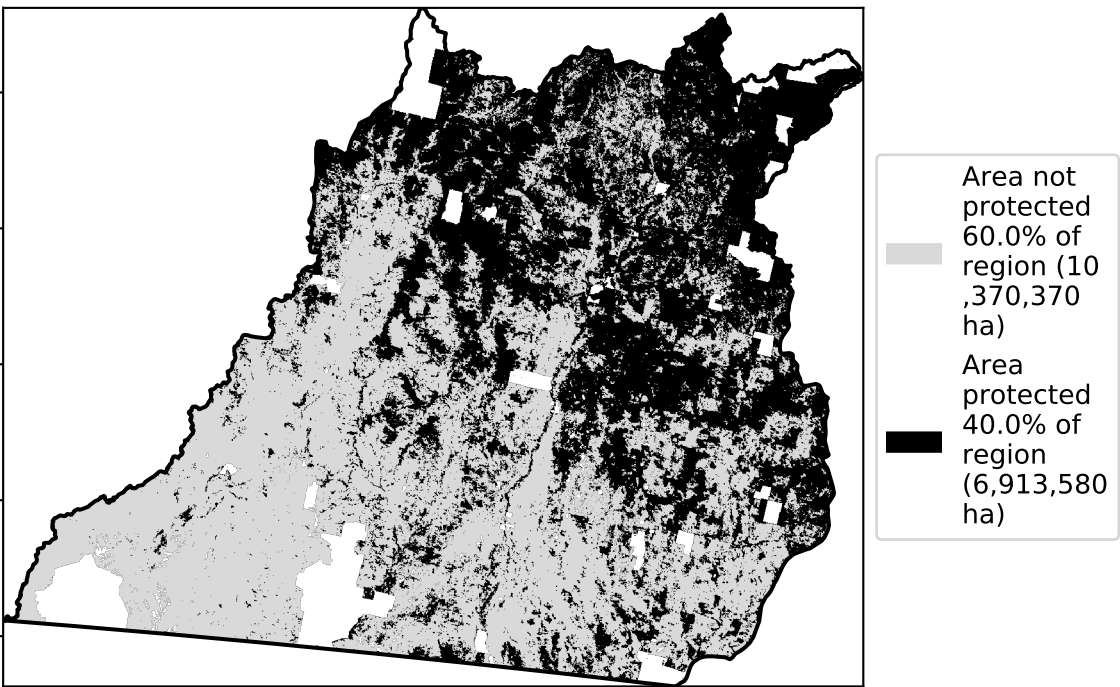 Area not
protected
60.0% of
region (10
,370,370
ha)
Area
protected
40.0% of
region
(6,913,580
ha)